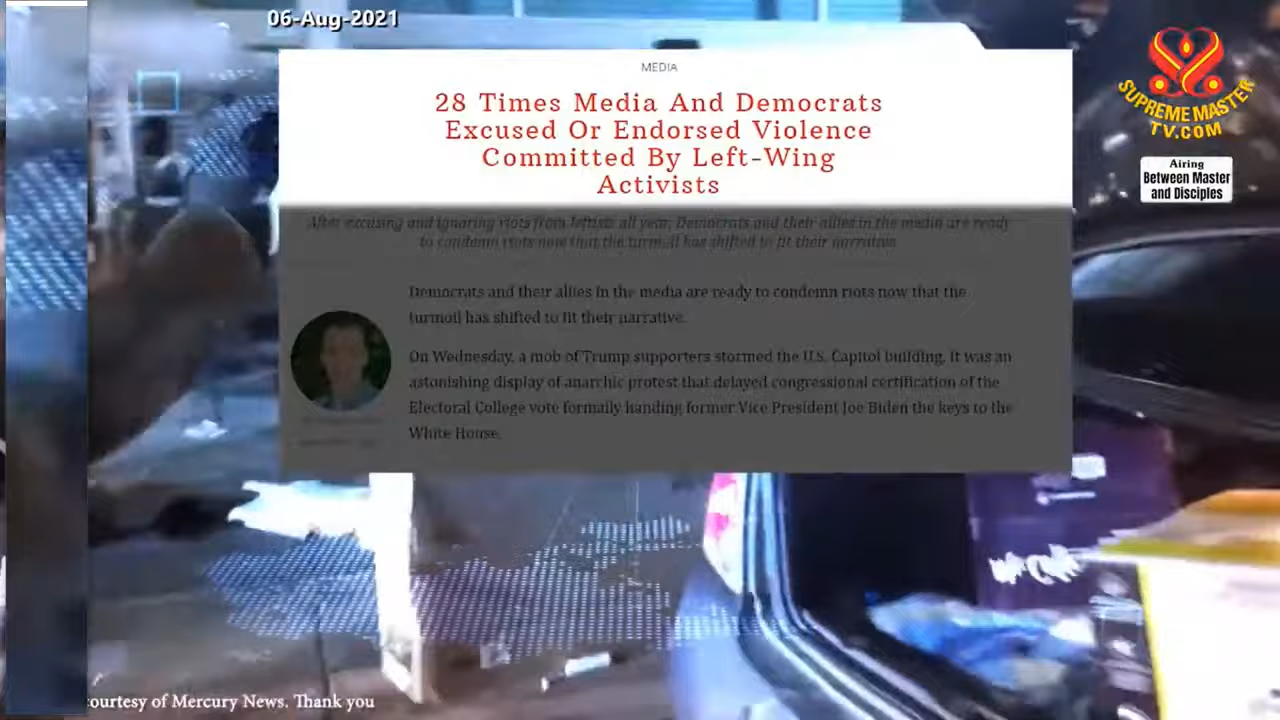 06-Aug-2021
SUPREME MASTER
TV.COM
Airing
Between Master
and Disciples
MEDIA
28 Times Media And Democrats
Excused Or Endorsed Violence
Committed By Left-Wing
Activists
After excusing and ignoring riots from leftists all year, Democrats and their allies in the media are ready
to condemn riots now that the turmoil has shifted to fit their narrative.
Democrats and their allies in the media are ready to condemn riots now that the
turmoil has shifted to fit their narrative.
On Wednesday, a mob of Trump supporters stormed the U.S. Capitol building. It was an
astonishing display of anarchic protest that delayed congressional certification of the
Electoral College vote formally handing former Vice President Joe Biden the keys to the
White House.
courtesy of Mercury News. Thank you